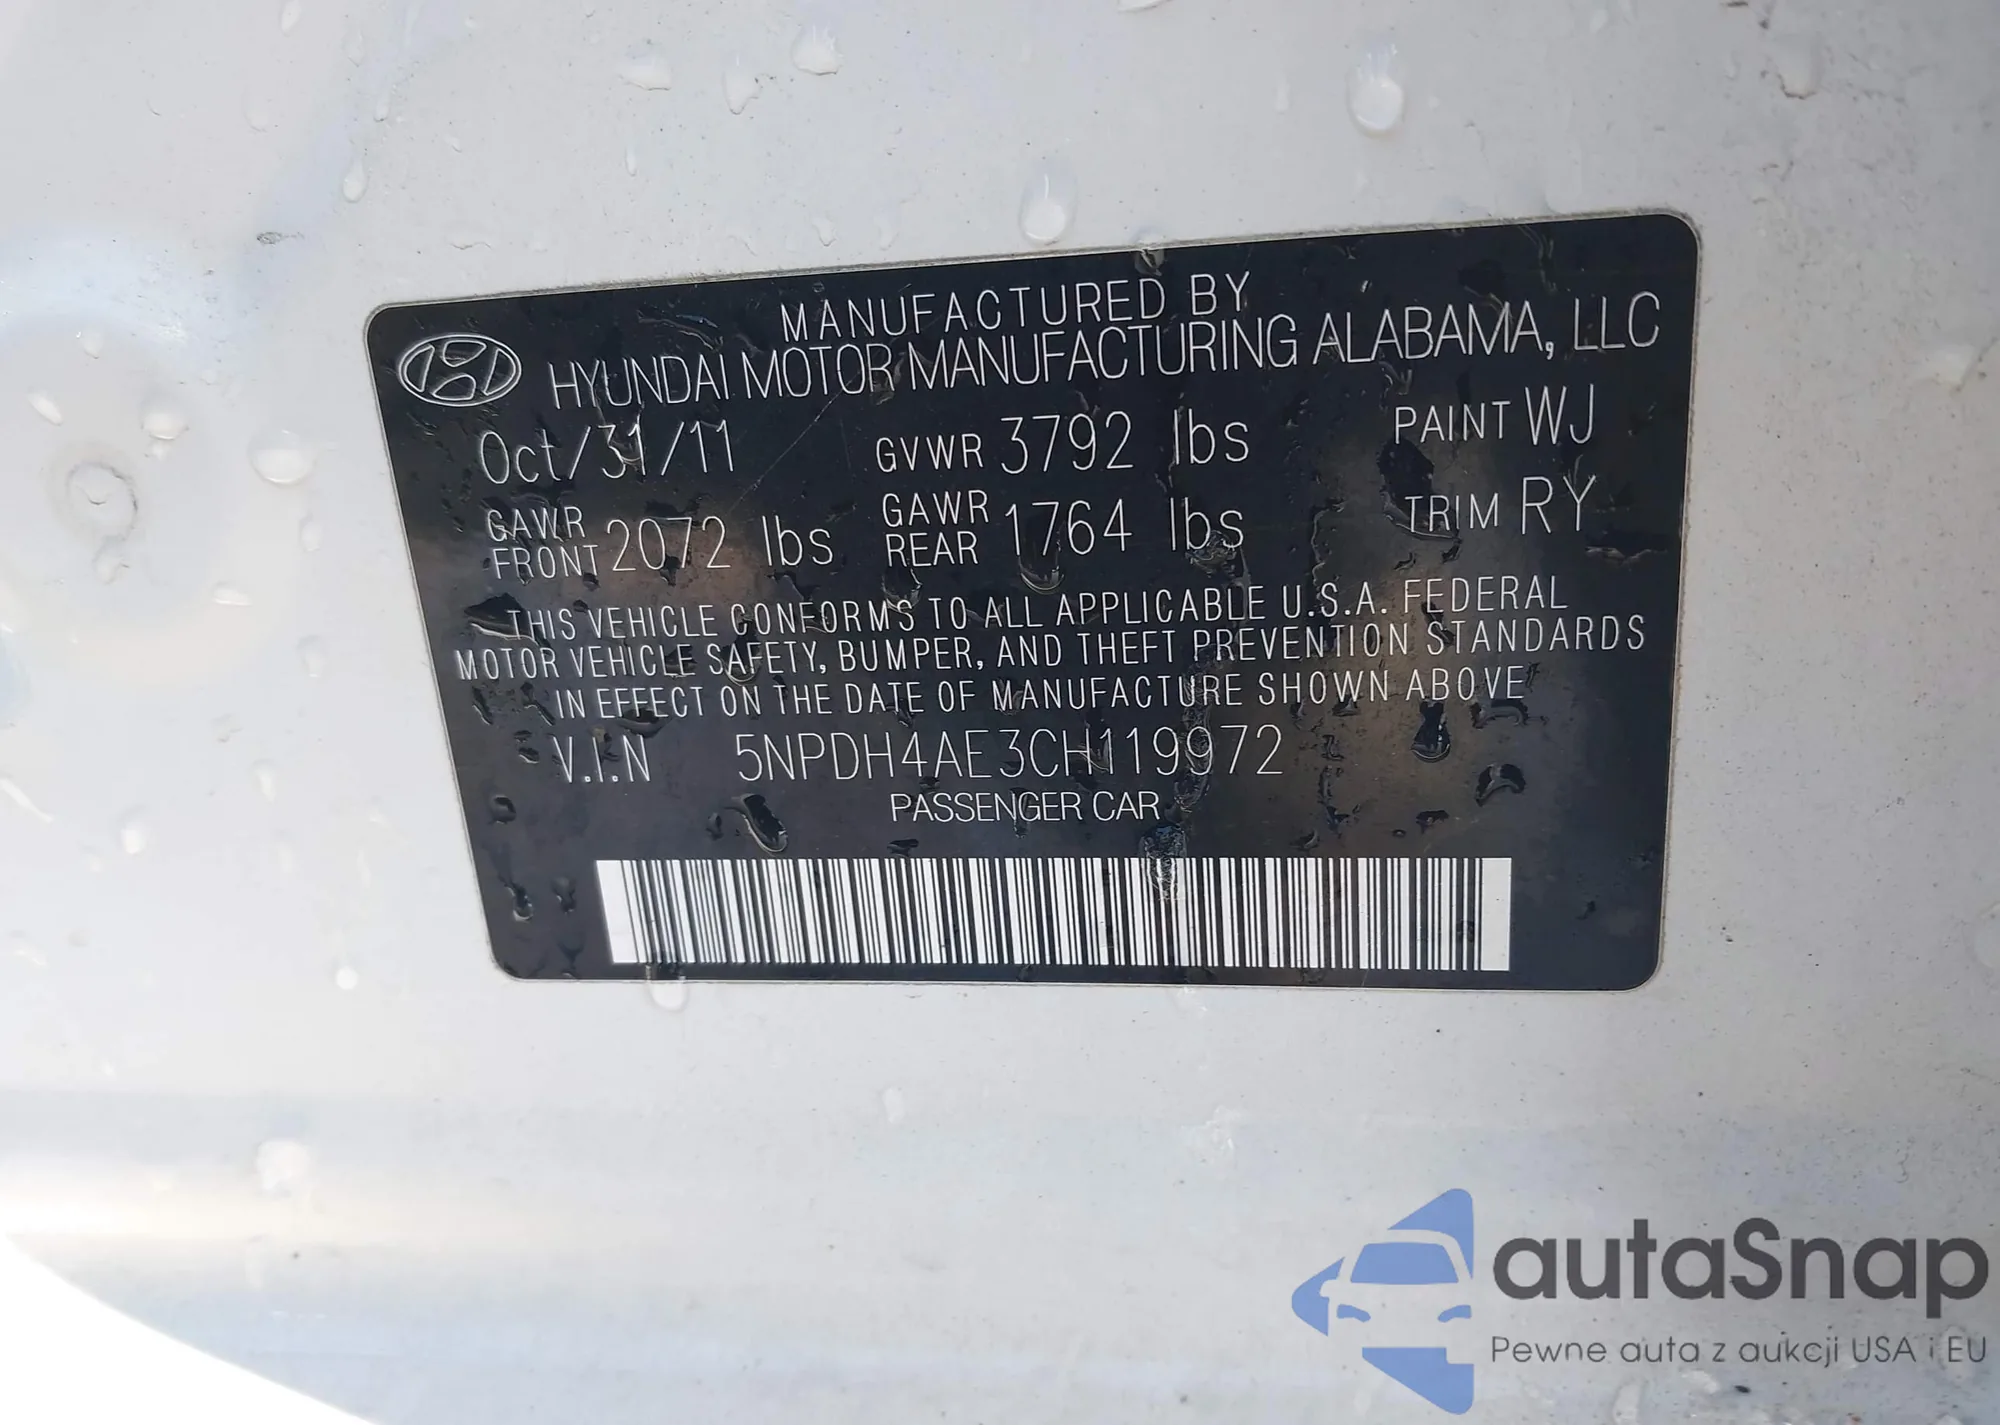 MANUFACTURED BY
HYUNDAI MOTOR MANUFACTURING ALABAMA, LLC
Oct/31/11 GVWR 3792 lbs PAINT WJ
GAWR FRONT 2072 lbs GAWR REAR 1764 lbs TRIM RY
THIS VEHICLE CONFORMS TO ALL APPLICABLE U.S.A. FEDERAL
MOTOR VEHICLE SAFETY, BUMPER, AND THEFT PREVENTION STANDARDS
IN EFFECT ON THE DATE OF MANUFACTURE SHOWN ABOVE
V.I.N 5NPDH4AE3CH119972
PASSENGER CAR
autaSnap
Pewne auta z aukcji USA i EU